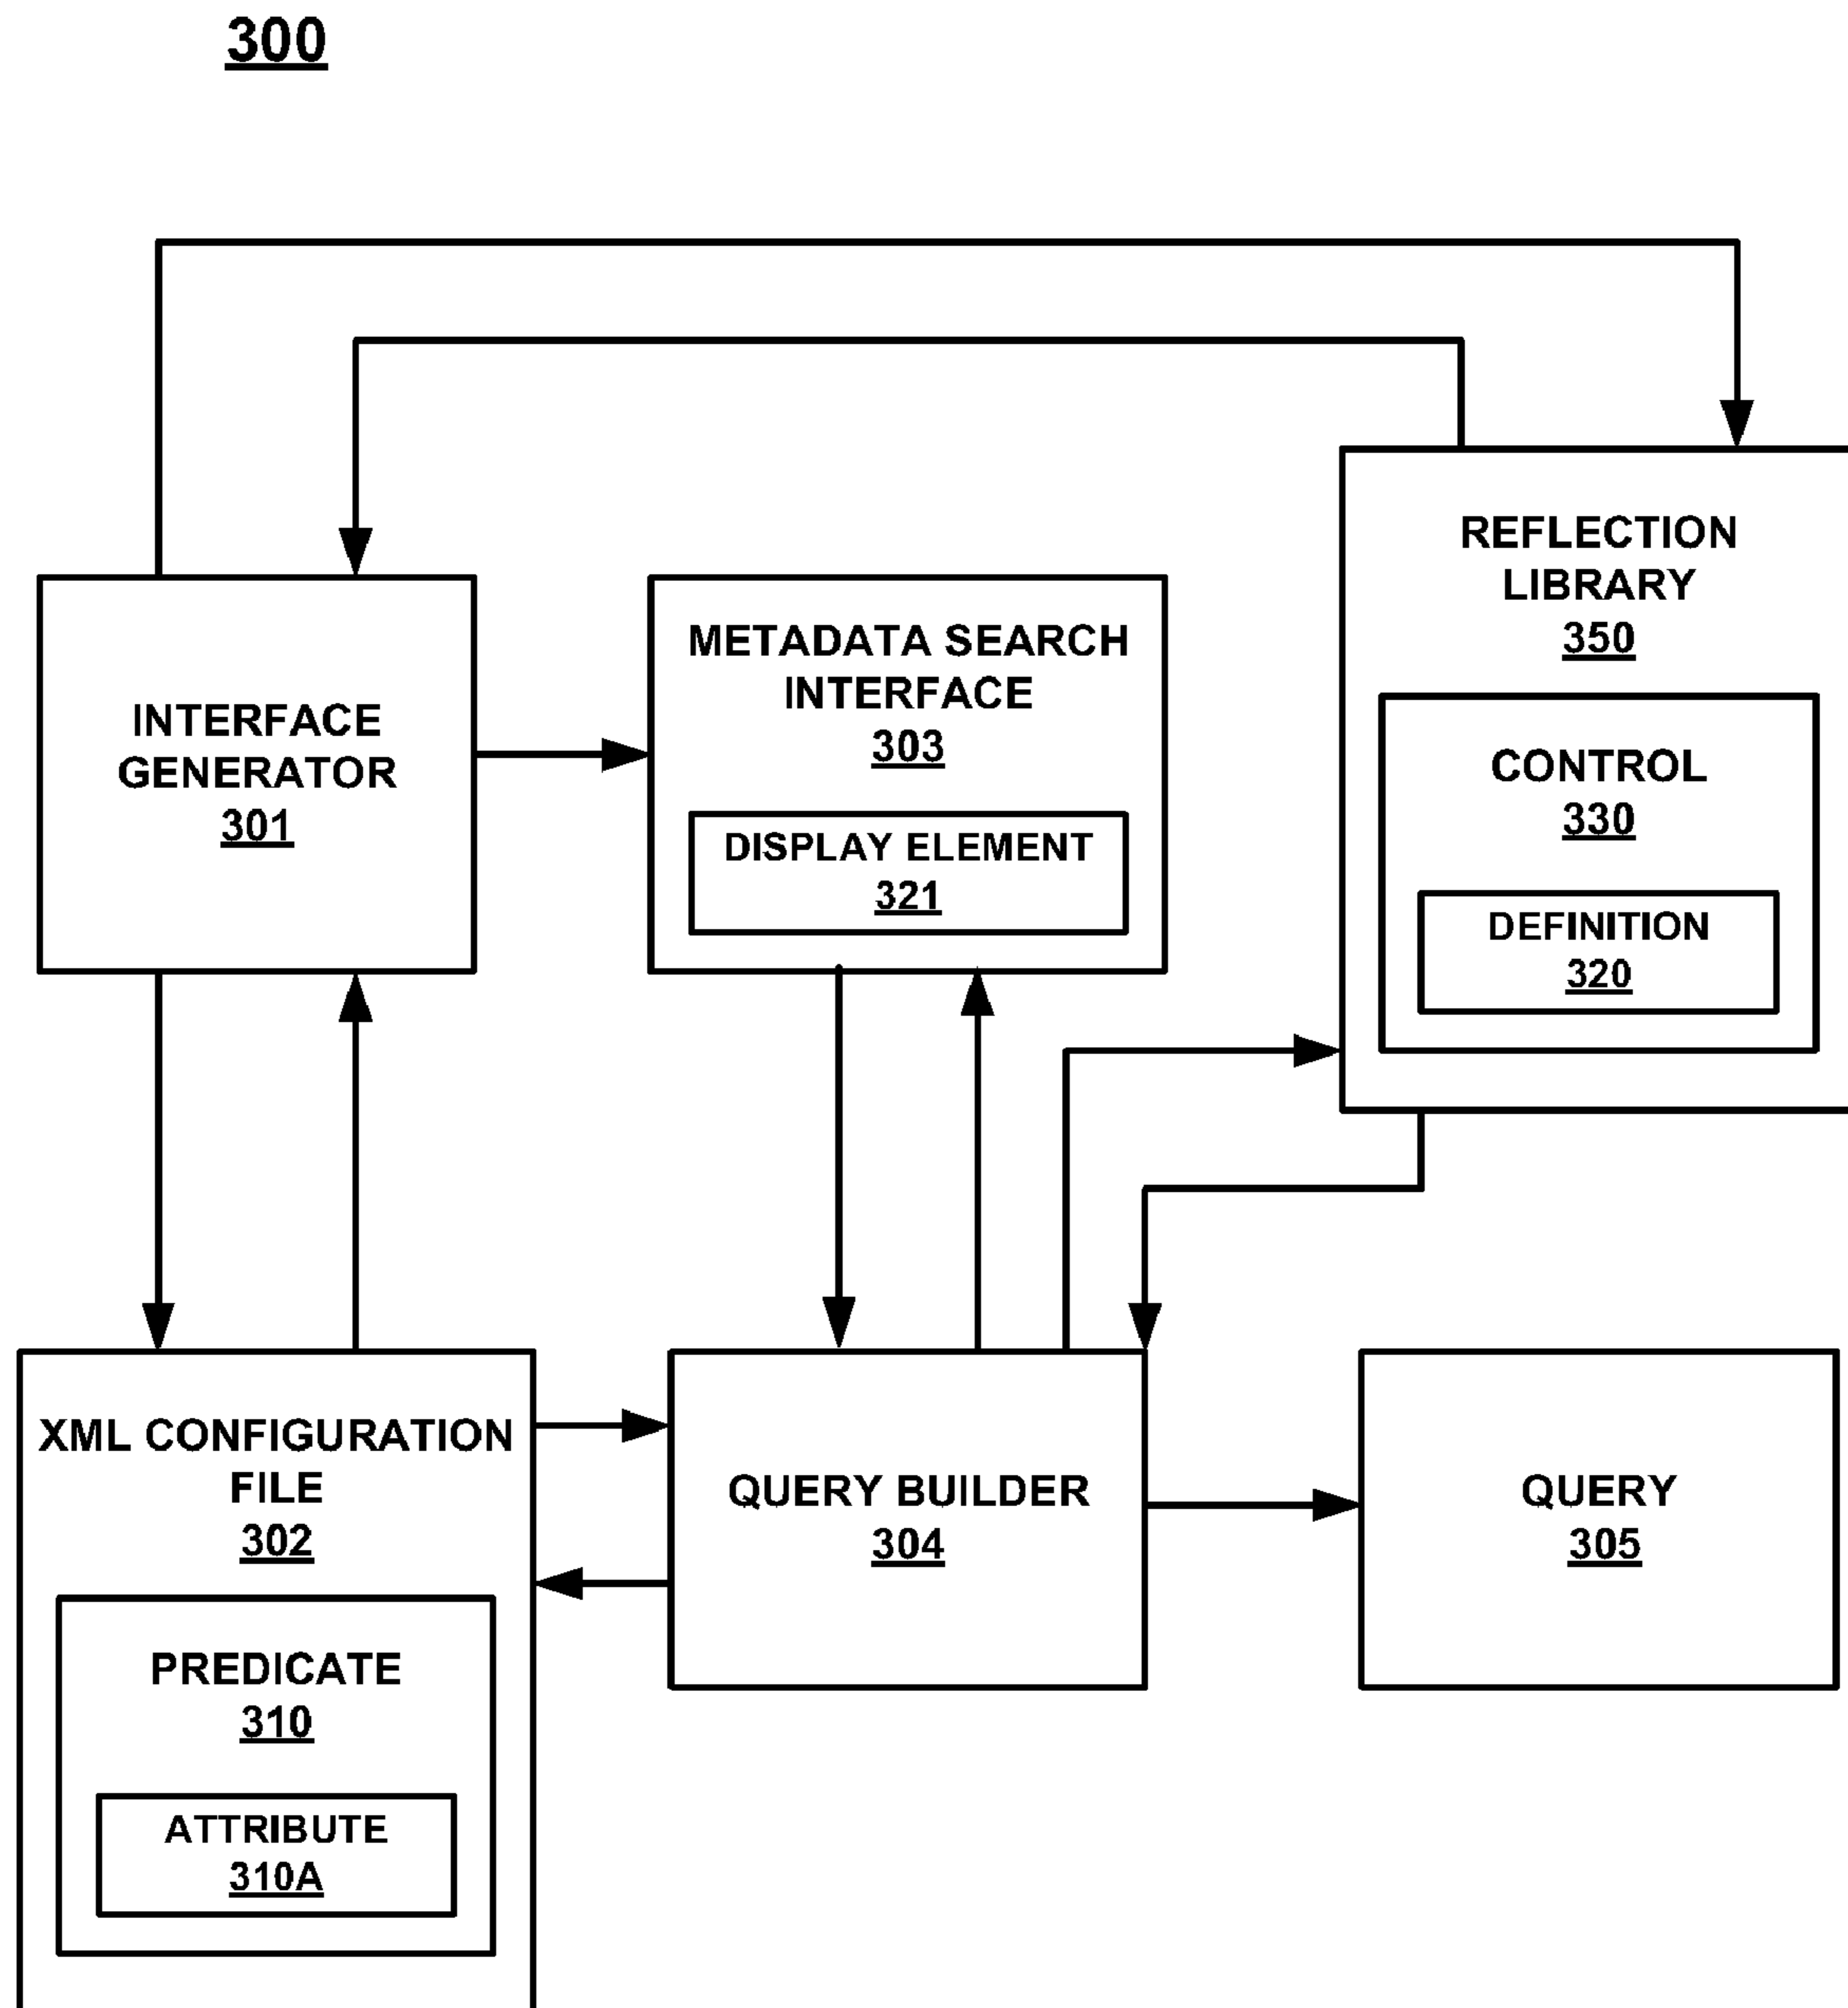 300
REFLECTION
LIBRARY
350
METADATA SEARCH
INTERFACE
303
INTERFACE
GENERATOR
301
CONTROL
330
DISPLAY ELEMENT
321
DEFINITION
320
XML CONFIGURATION
FILE
302
QUERY BUILDER
304
QUERY
305
PREDICATE
310
ATTRIBUTE
310A